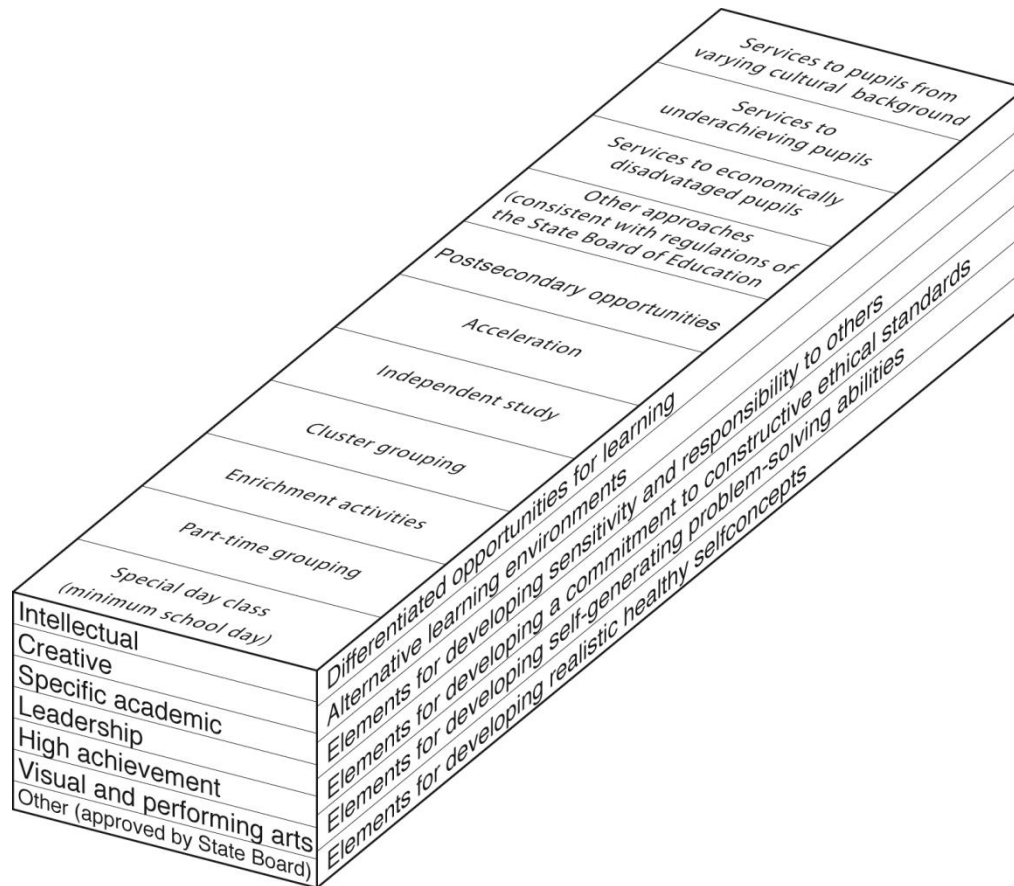 Services to pupils from
varying cultural background
Services to
underachieving pupils
Services to economically
disadvataged pupils
Other approaches
(consistent with regulations of
the State Board of Education
Postsecondary opportunities
Acceleration
Independent study
Cluster grouping
Enrichment activities
Part-time grouping
Special day class
(minimum school day)
Intellectual
Creative
Specific academic
Leadership
High achievement
Visual and performing arts
Other (approved by State Board)
Differentiated opportunities for learning
Alternative learning environments
Elements for developing sensitivity and responsibility to others
Elements for developing a commitment to constructive ethical standards
Elements for developing self-generating problem-solving abilities
Elements for developing realistic healthy selfconcepts